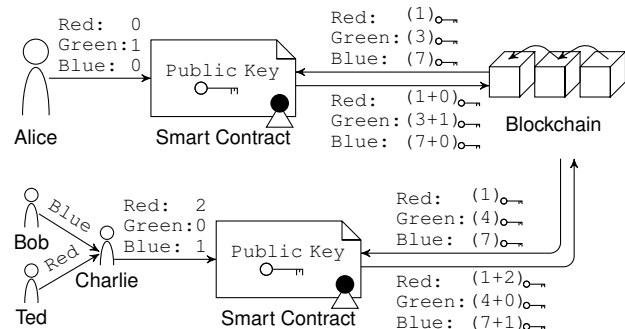 Red: 0
Green:1
Blue: 0
Alice
Public Key
Smart Contract
Red: (1)
Green:(3)
Blue: (7)
Red: (1+0)
Green:(3+1)
Blue: (7+0)
Blockchain
Bob
Blue
Ted
Red
Charlie
Red: 2
Green:0
Blue: 1
Public Key
Smart Contract
Red: (1)
Green: (4)
Blue: (7)
Red: (1+2)
Green:(4+0)
Blue: (7+1)